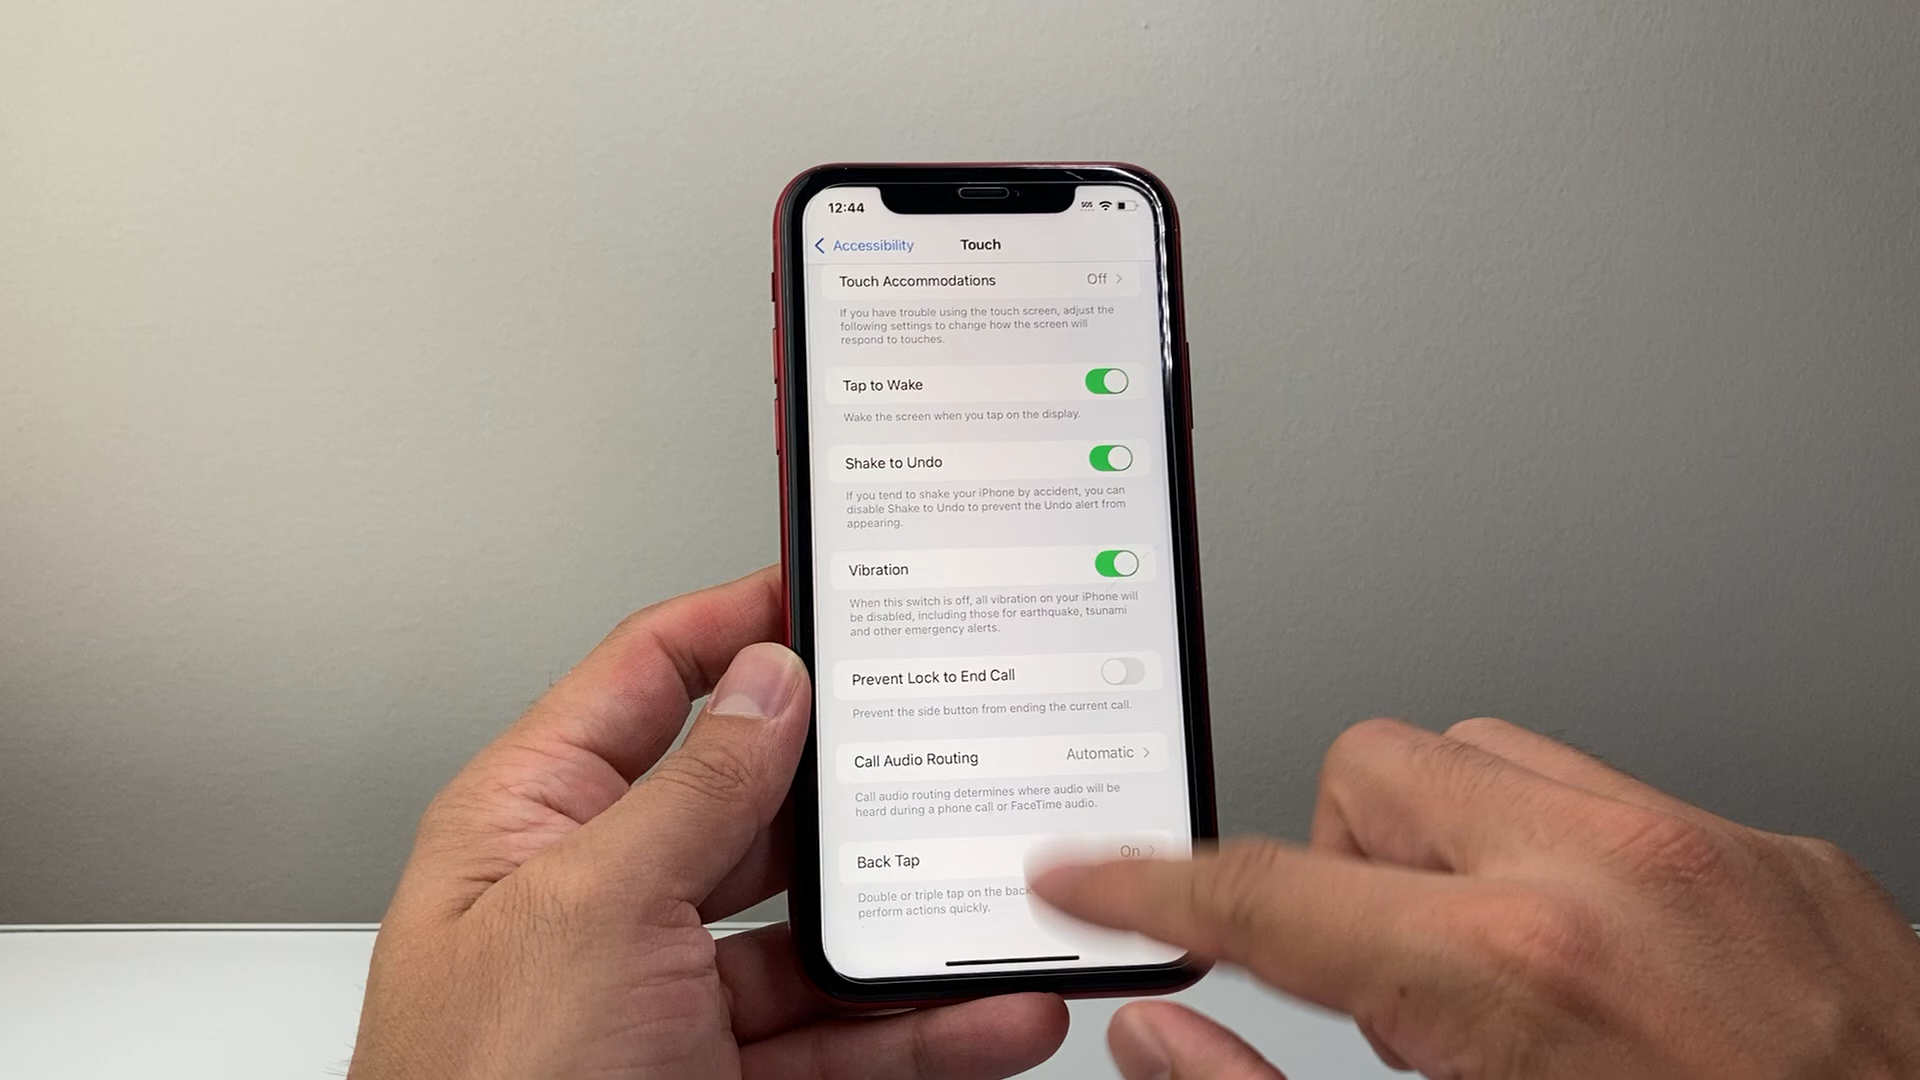 12:44 SOS
Accessibility Touch
Touch Accommodations Off
If you have trouble using the touch screen, adjust the
following settings to change how the screen will
respond to touches.
Tap to Wake
Wake the screen when you tap on the display.
Shake to Undo
If you tend to shake your iPhone by accident, you can
disable Shake to Undo to prevent the Undo alert from
appearing.
Vibration
When this switch is off, all vibration on your iPhone will
be disabled, including those for earthquake, tsunami
and other emergency alerts.
Prevent Lock to End Call
Prevent the side button from ending the current call.
Call Audio Routing Automatic
Call audio routing determines where audio will be
heard during a phone call or FaceTime audio.
Back Tap On
Double or triple tap on the back
perform actions quickly.